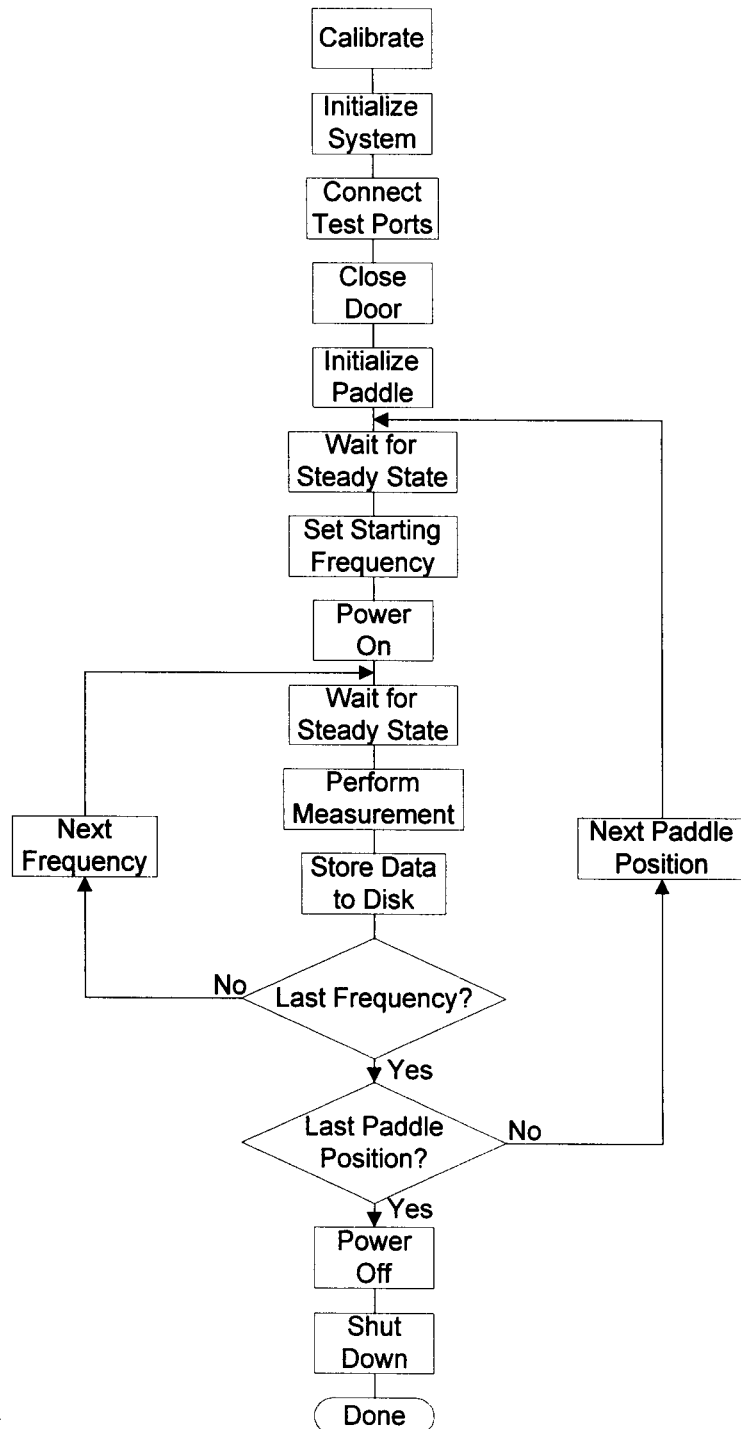 Calibrate
Initialize
System
Connect
Test Ports
Close
Door
Initialize
Paddle
Wait for
Steady State
Set Starting
Frequency
Power
On
Wait for
Steady State
Perform
Measurement
Next
Frequency
Next Paddle
Position
Store Data
to Disk
No
Last Frequency?
Yes
Last Paddle
Position?
No
Yes
Power
Off
Shut
Down
Done